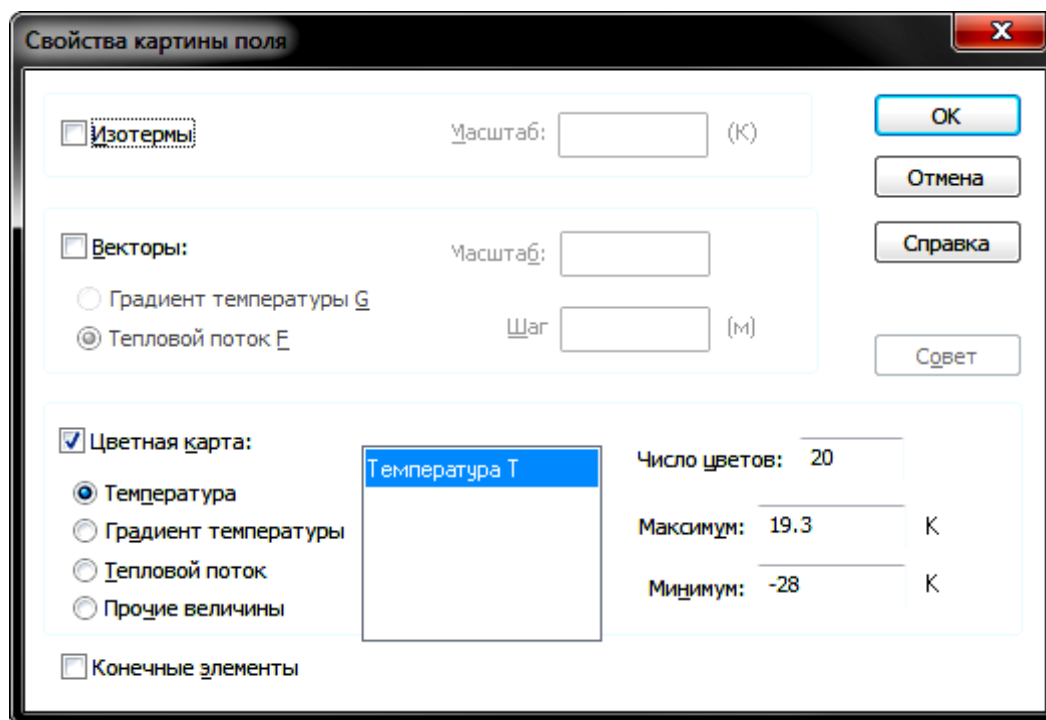 Свойства картины поля
x
Изотермы
Масштаб:
(K)
OK
Отмена
Векторы:
Масштаб:
Справка
Градиент температуры G
Тепловой поток F
Шаг
(м)
Совет
Цветная карта:
Температура T
Число цветов: 20
Температура
Градиент температуры
Максимум: 19.3 K
Тепловой поток
Минимум: -28 K
Прочие величины
Конечные элементы